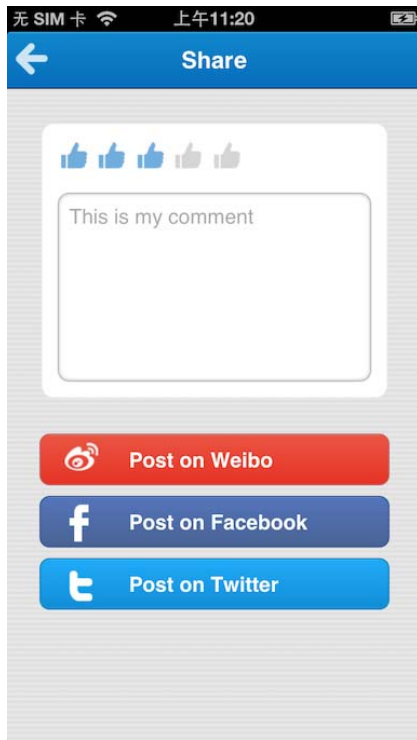 无 SIM 卡 上午11:20
Share
This is my comment
Post on Weibo
Post on Facebook
Post on Twitter